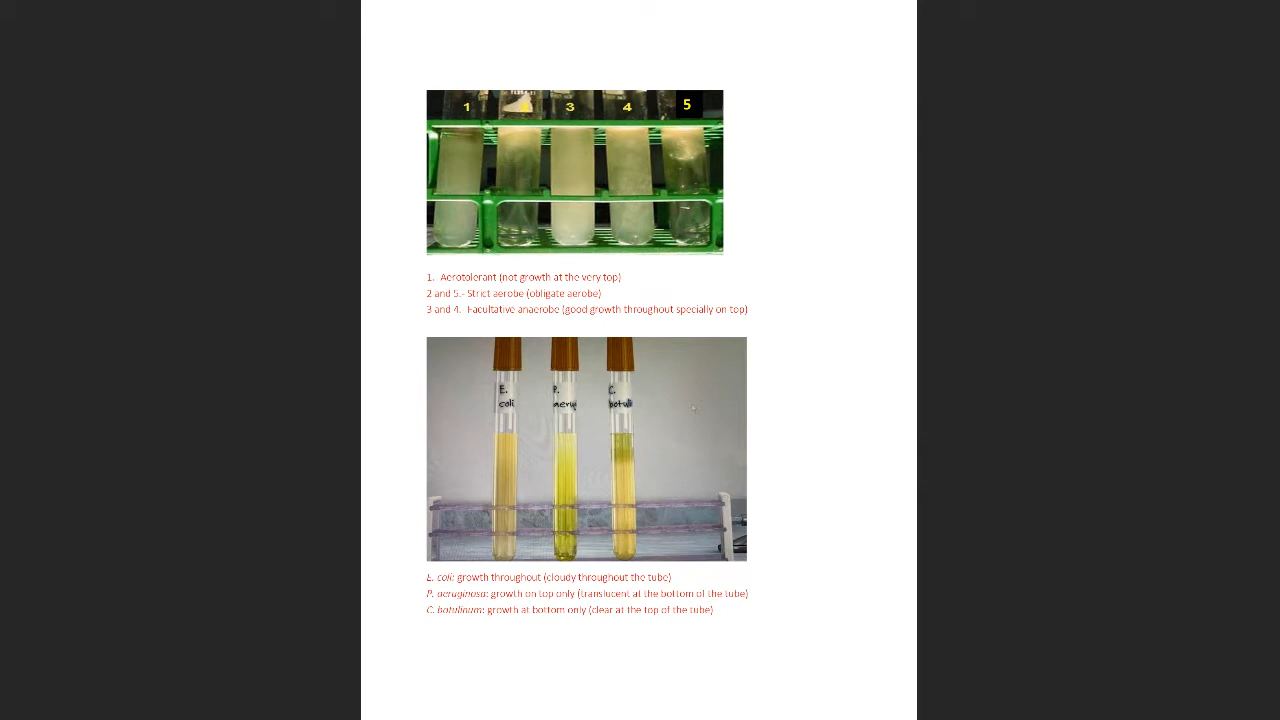 1 3 4 5
1. Aerotolerant (not growth at the very top)
2 and 5.- Strict aerobe (obligate aerobe)
3 and 4. Facultative anaerobe (good growth throughout specially on top)
E. P. C.
coli aerug botuli
E. coli: growth throughout (cloudy throughout the tube)
P. aeruginosa: growth on top only (translucent at the bottom of the tube)
C. botulinum: growth at bottom only (clear at the top of the tube)